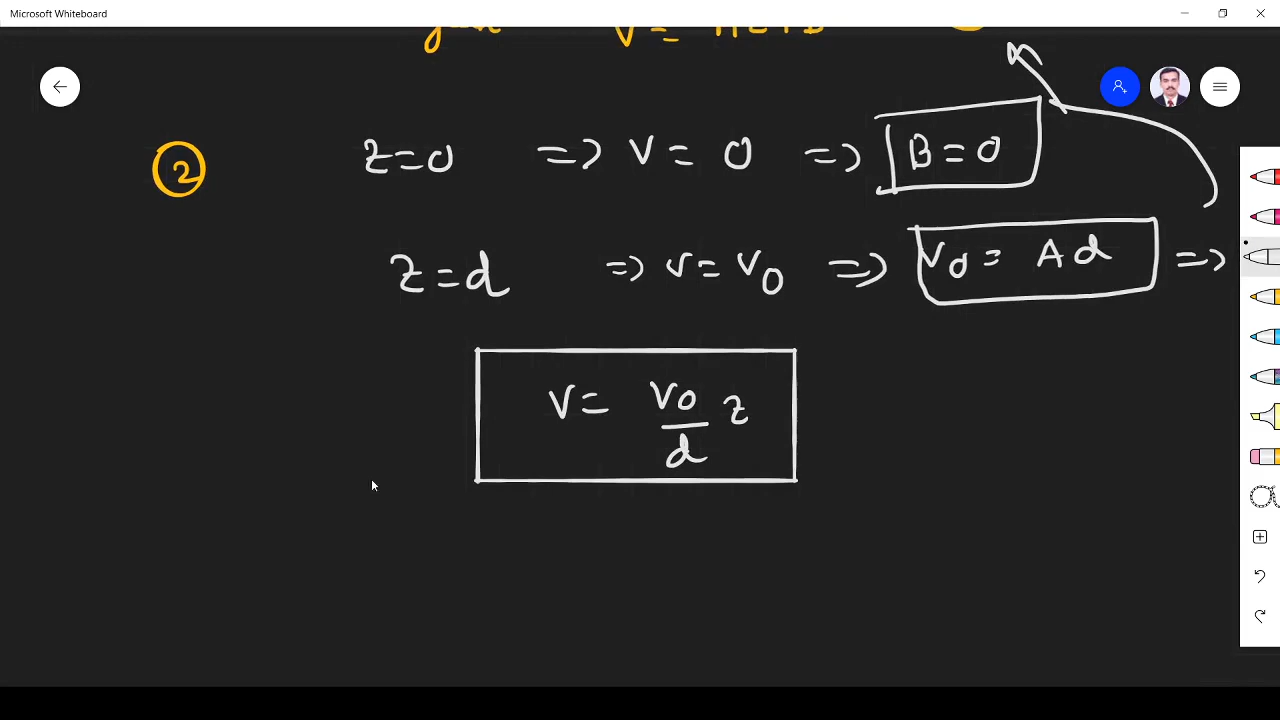 Microsoft Whiteboard
② z=0 => V= 0 => B=0
z=d => V= V0 => V0= Ad =>
V= V0/d z